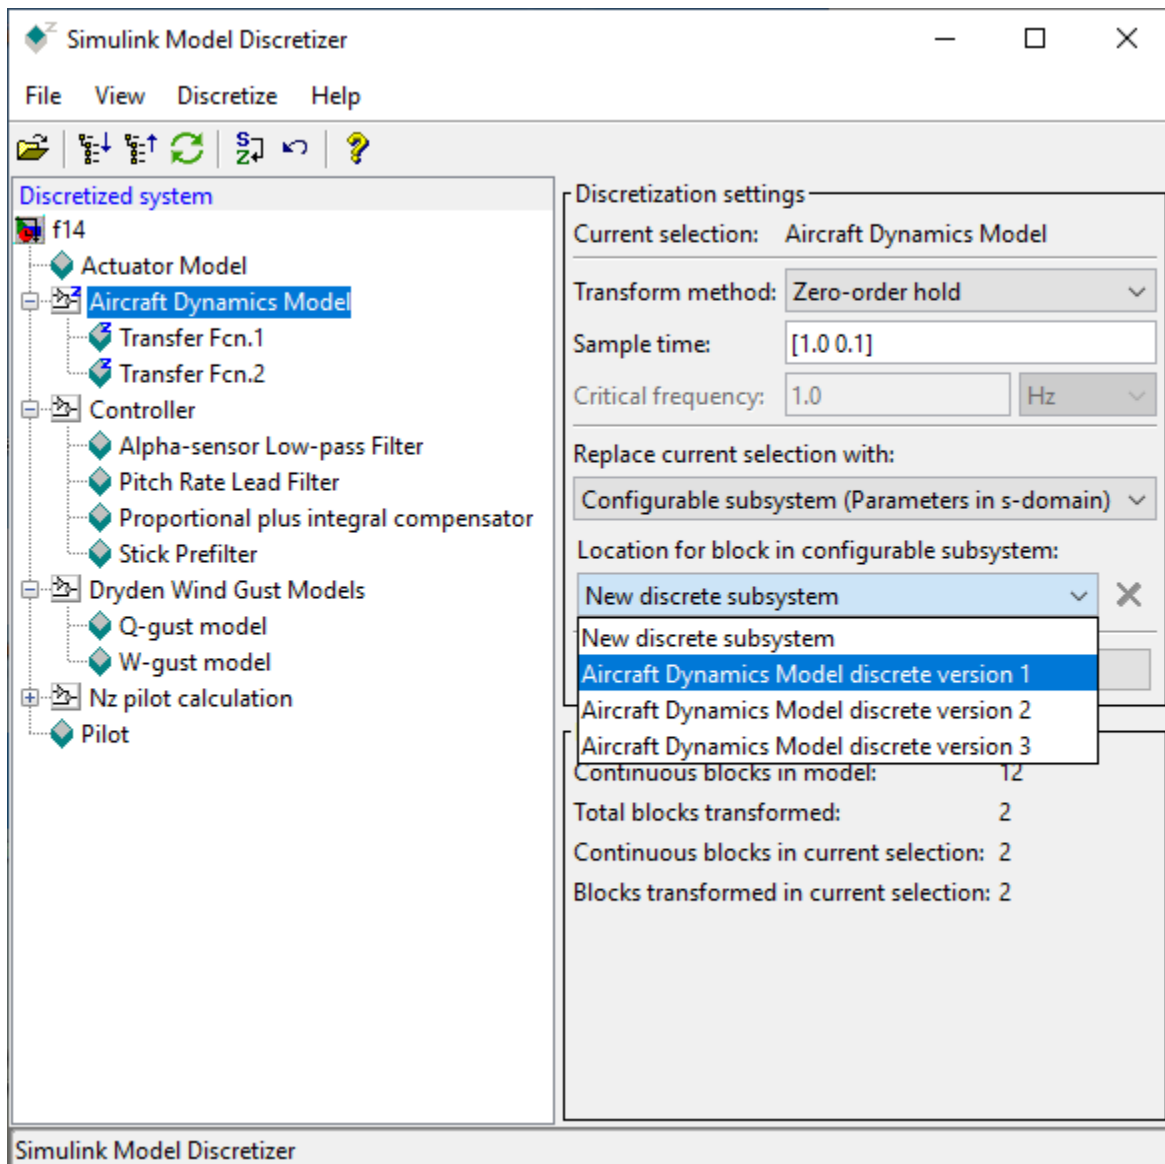 Simulink Model Discretizer
File View Discretize Help
Discretized system
f14
Actuator Model
Aircraft Dynamics Model
Transfer Fcn.1
Transfer Fcn.2
Controller
Alpha-sensor Low-pass Filter
Pitch Rate Lead Filter
Proportional plus integral compensator
Stick Prefilter
Dryden Wind Gust Models
Q-gust model
W-gust model
Nz pilot calculation
Pilot
Discretization settings
Current selection: Aircraft Dynamics Model
Transform method: Zero-order hold
Sample time: [1.0 0.1]
Critical frequency: 1.0 Hz
Replace current selection with:
Configurable subsystem (Parameters in s-domain)
Location for block in configurable subsystem:
New discrete subsystem
New discrete subsystem
Aircraft Dynamics Model discrete version 1
Aircraft Dynamics Model discrete version 2
Aircraft Dynamics Model discrete version 3
Continuous blocks in model: 12
Total blocks transformed: 2
Continuous blocks in current selection: 2
Blocks transformed in current selection: 2
Simulink Model Discretizer